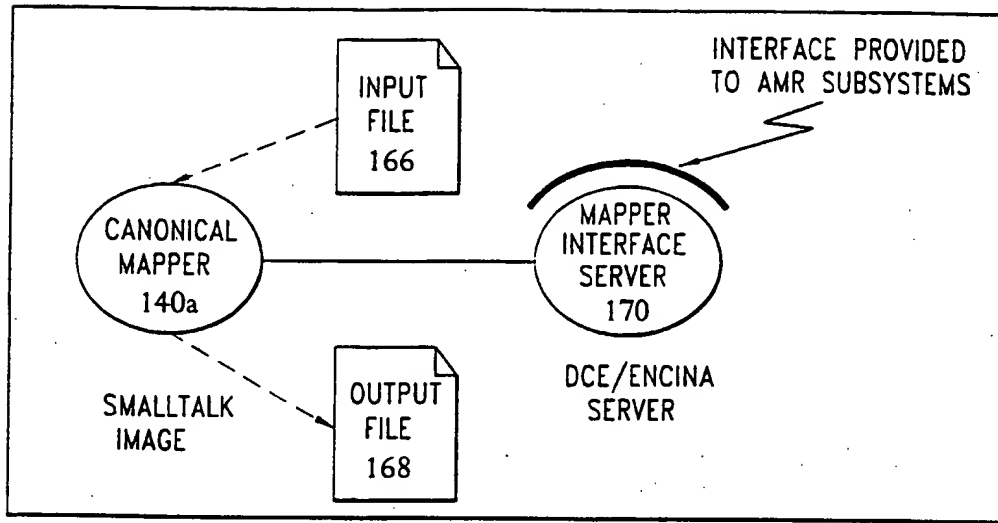 INPUT
FILE
166
INTERFACE PROVIDED
TO AMR SUBSYSTEMS
CANONICAL
MAPPER
140a
MAPPER
INTERFACE
SERVER
170
SMALLTALK
IMAGE
OUTPUT
FILE
168
DCE/ENCINA
SERVER